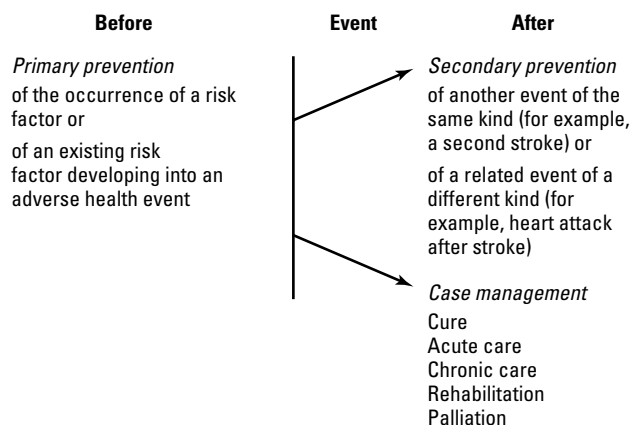 Before
Event
After
Primary prevention
of the occurrence of a risk
factor or
of an existing risk
factor developing into an
adverse health event
Secondary prevention
of another event of the
same kind (for example,
a second stroke) or
of a related event of a
different kind (for
example, heart attack
after stroke)
Case management
Cure
Acute care
Chronic care
Rehabilitation
Palliation